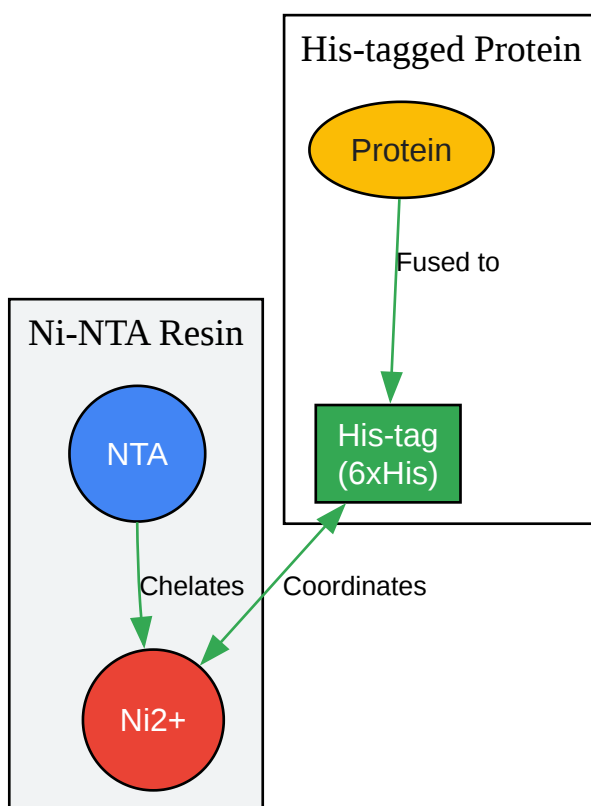 His-tagged Protein
Protein
Fused to
Ni-NTA Resin
NTA
His-tag
(6xHis)
Chelates
Coordinates
Ni2+